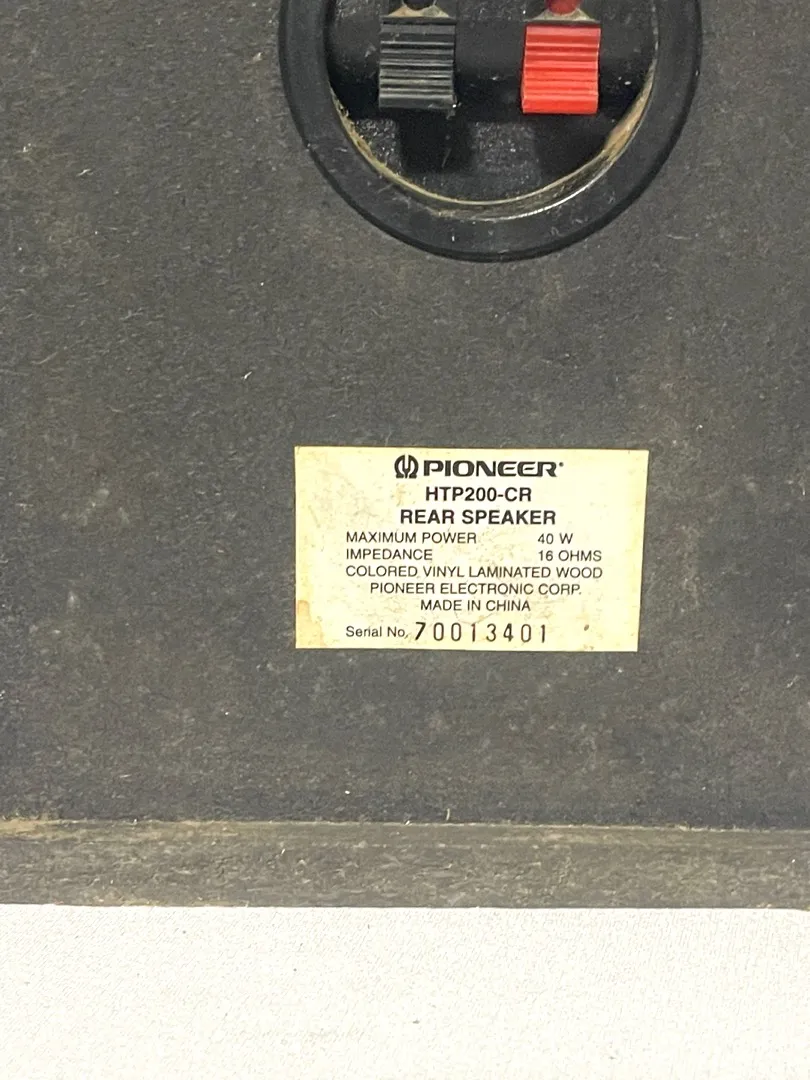 PIONEER®
HTP200-CR
REAR SPEAKER
MAXIMUM POWER 40 W
IMPEDANCE 16 OHMS
COLORED VINYL LAMINATED WOOD
PIONEER ELECTRONIC CORP.
MADE IN CHINA
Serial No. 70013401